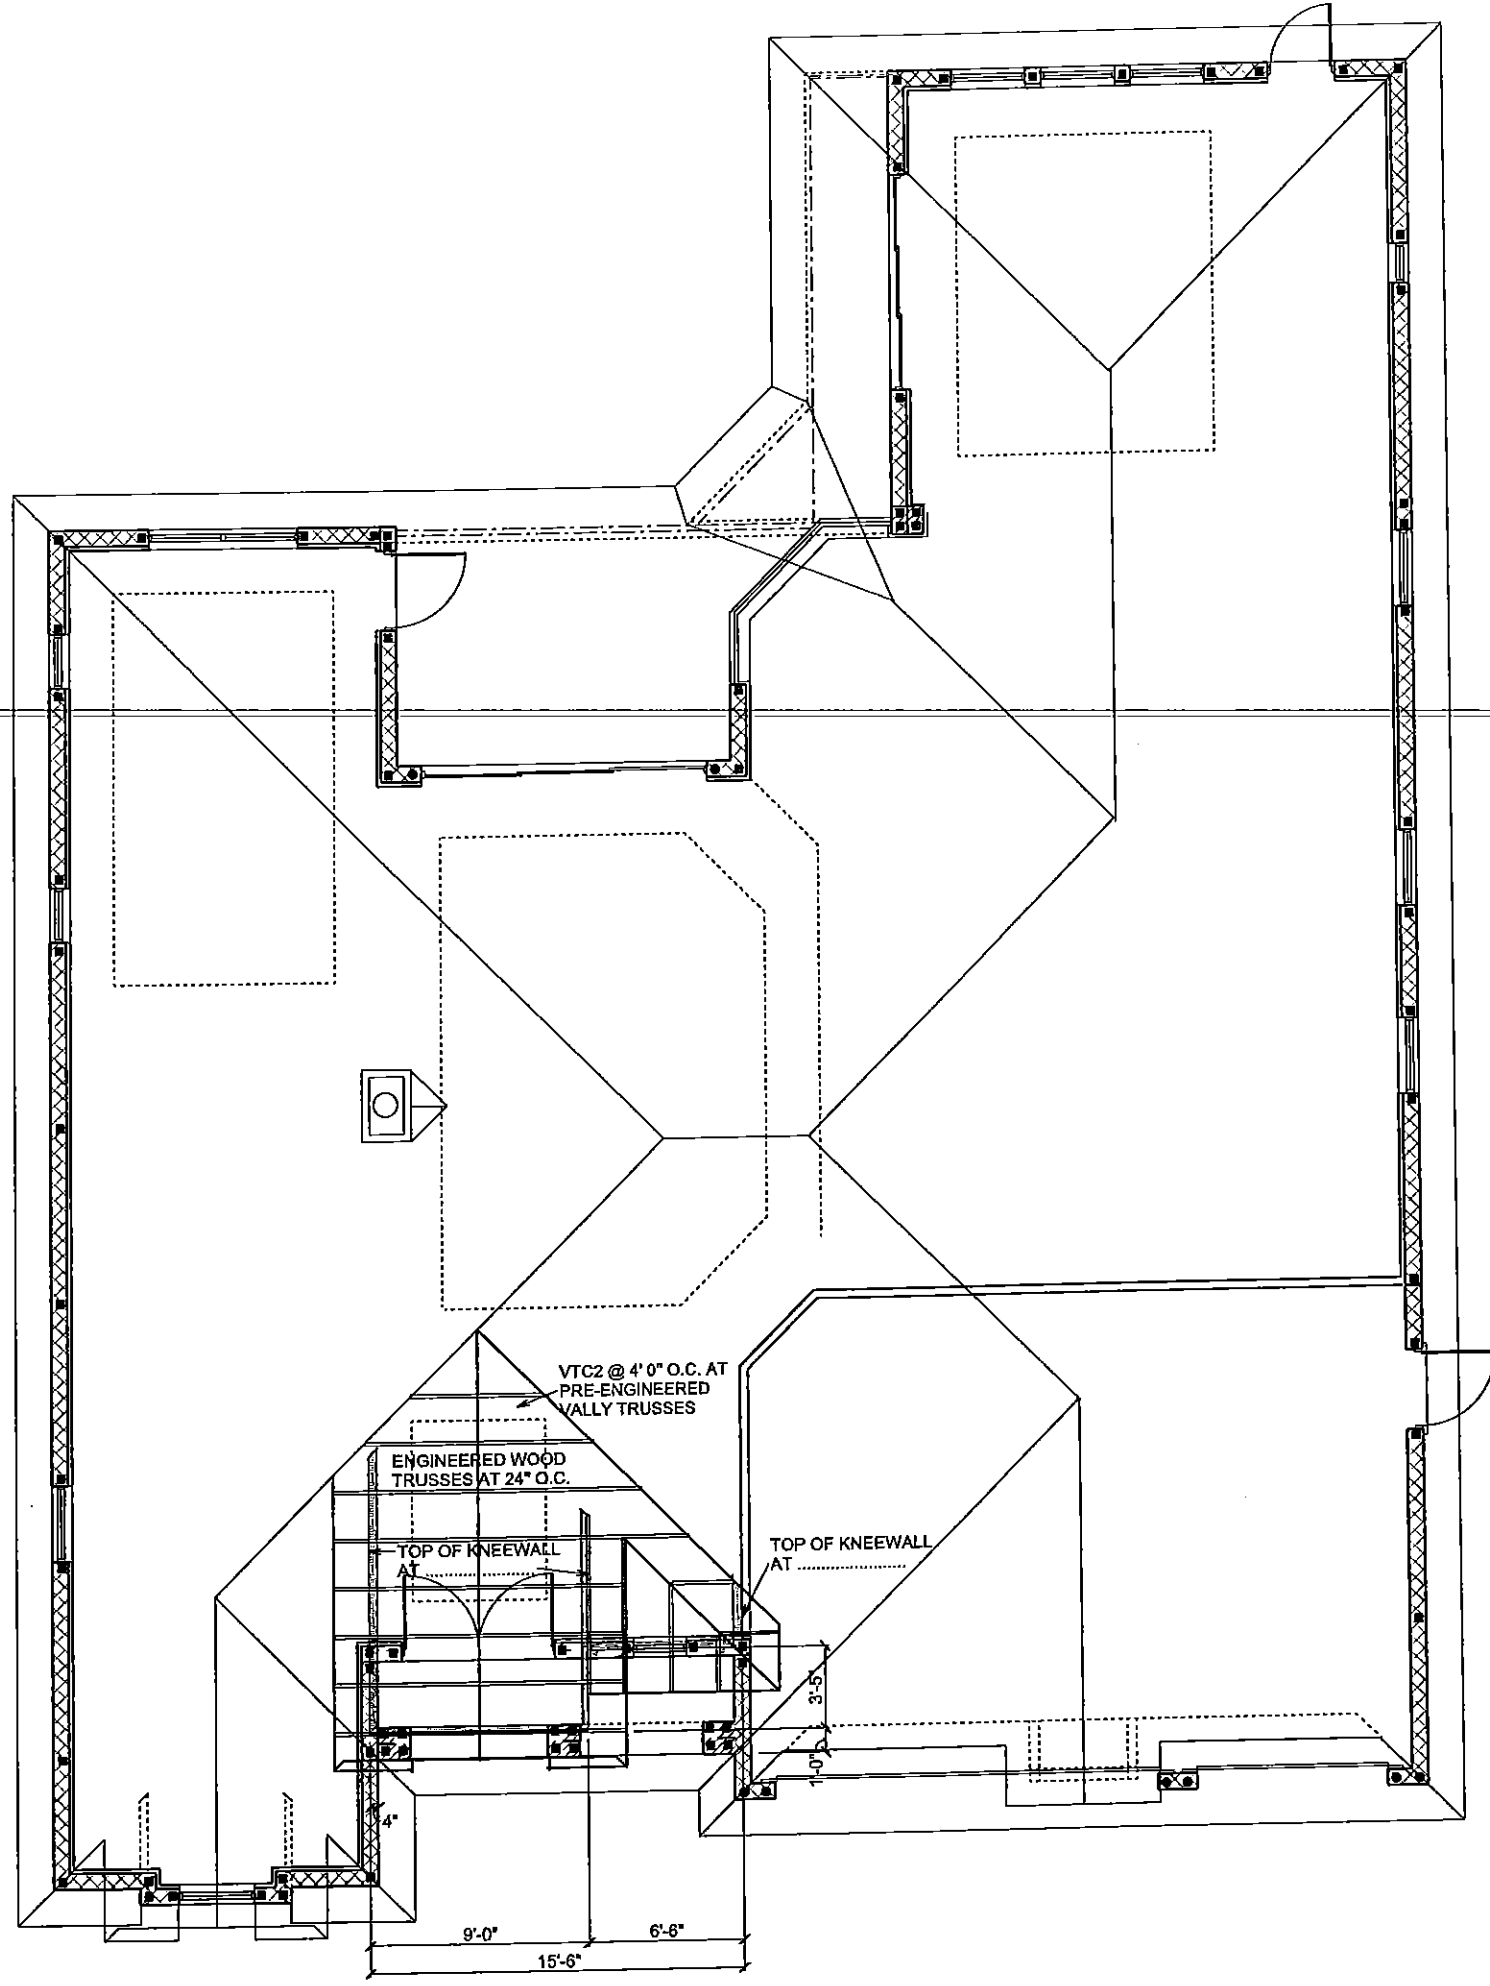 VTC2 @ 4' 0" O.C. AT
PRE-ENGINEERED
VALLY TRUSSES
ENGINEERED WOOD
TRUSSES AT 24" O.C.
TOP OF KNEEWALL
AT ....................
TOP OF KNEEWALL
AT ....................
3'-5"
1'-0"
4"
9'-0"
6'-6"
15'-6"